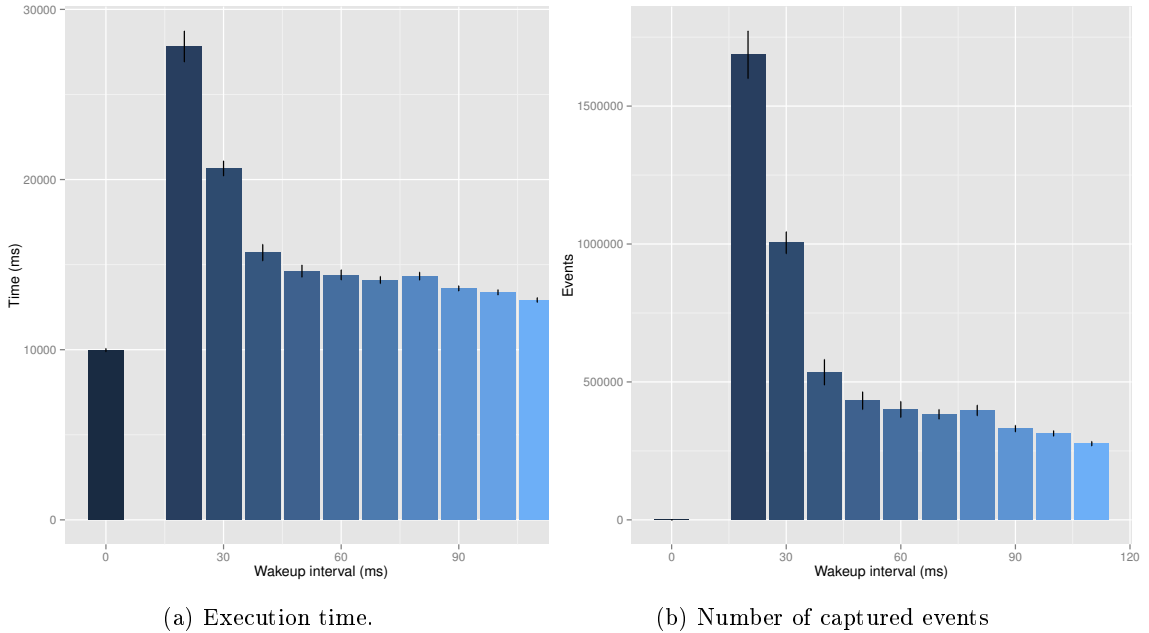 30000
20000
10000
0
Time (ms)
0 30 60 90
Wakeup interval (ms)
(a) Execution time.
1500000
1000000
500000
0
Events
0 30 60 90 120
Wakeup interval (ms)
(b) Number of captured events